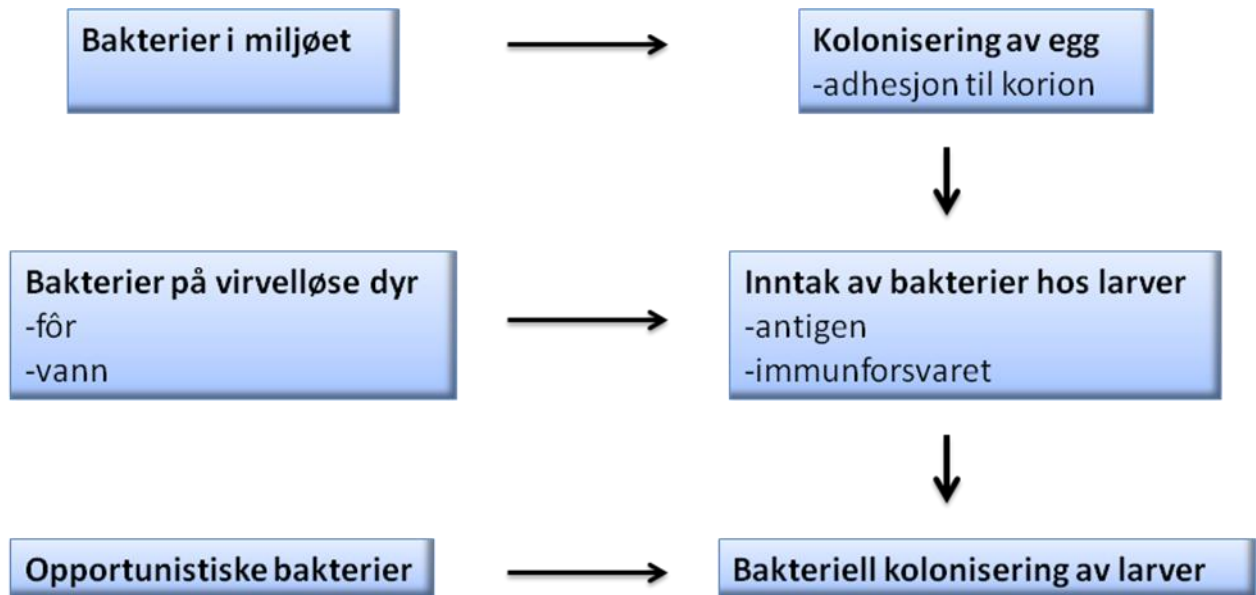 Bakterier i miljøet
Kolonisering av egg
-adhesjon til korion
Bakterier på virvelløse dyr
-fôr
-vann
Inntak av bakterier hos larver
-antigen
-immunforsvaret
Opportunistiske bakterier
Bakteriell kolonisering av larver